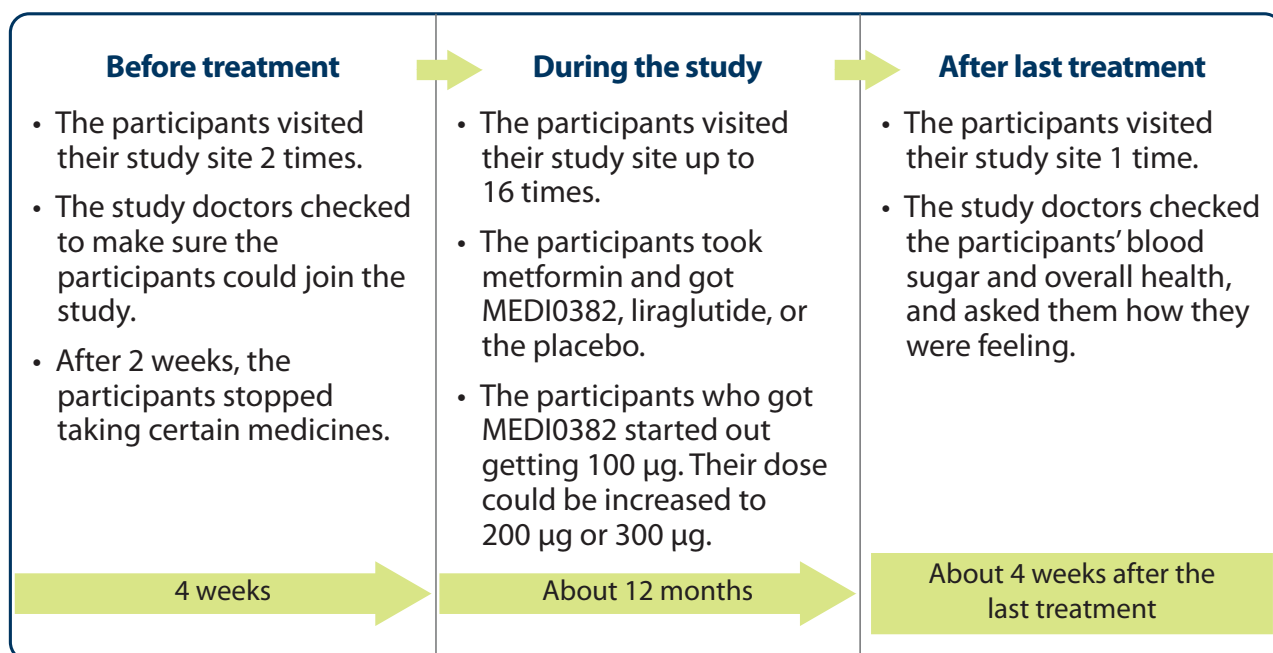 Before treatment
• The participants visited
their study site 2 times.
• The study doctors checked
to make sure the
participants could join the
study.
• After 2 weeks, the
participants stopped
taking certain medicines.
4 weeks
During the study
• The participants visited
their study site up to
16 times.
• The participants took
metformin and got
MEDI0382, liraglutide, or
the placebo.
• The participants who got
MEDI0382 started out
getting 100 µg. Their dose
could be increased to
200 µg or 300 µg.
About 12 months
After last treatment
• The participants visited
their study site 1 time.
• The study doctors checked
the participants’ blood
sugar and overall health,
and asked them how they
were feeling.
About 4 weeks after the
last treatment